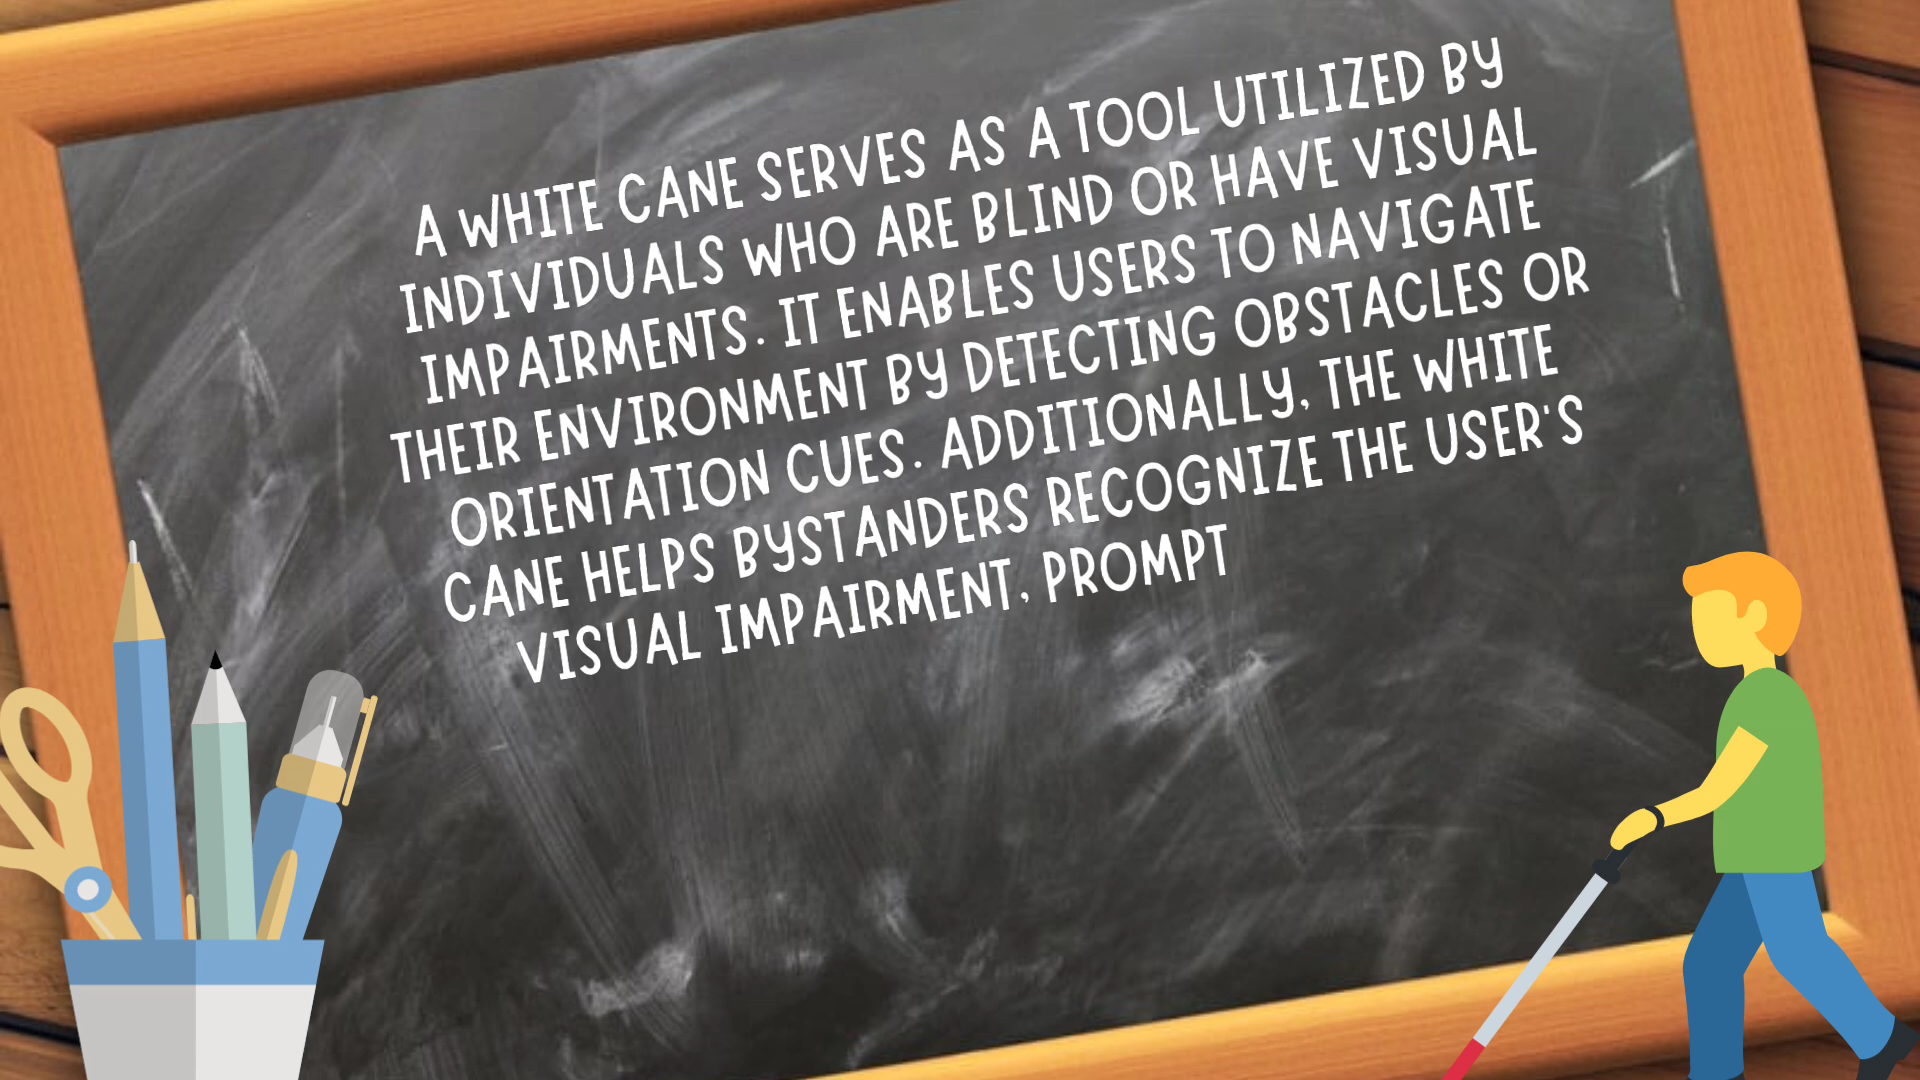 A WHITE CANE SERVES AS A TOOL UTILIZED BY
INDIVIDUALS WHO ARE BLIND OR HAVE VISUAL
IMPAIRMENTS. IT ENABLES USERS TO NAVIGATE
THEIR ENVIRONMENT BY DETECTING OBSTACLES OR
ORIENTATION CUES. ADDITIONALLY, THE WHITE
CANE HELPS BYSTANDERS RECOGNIZE THE USER'S
VISUAL IMPAIRMENT, PROMPT